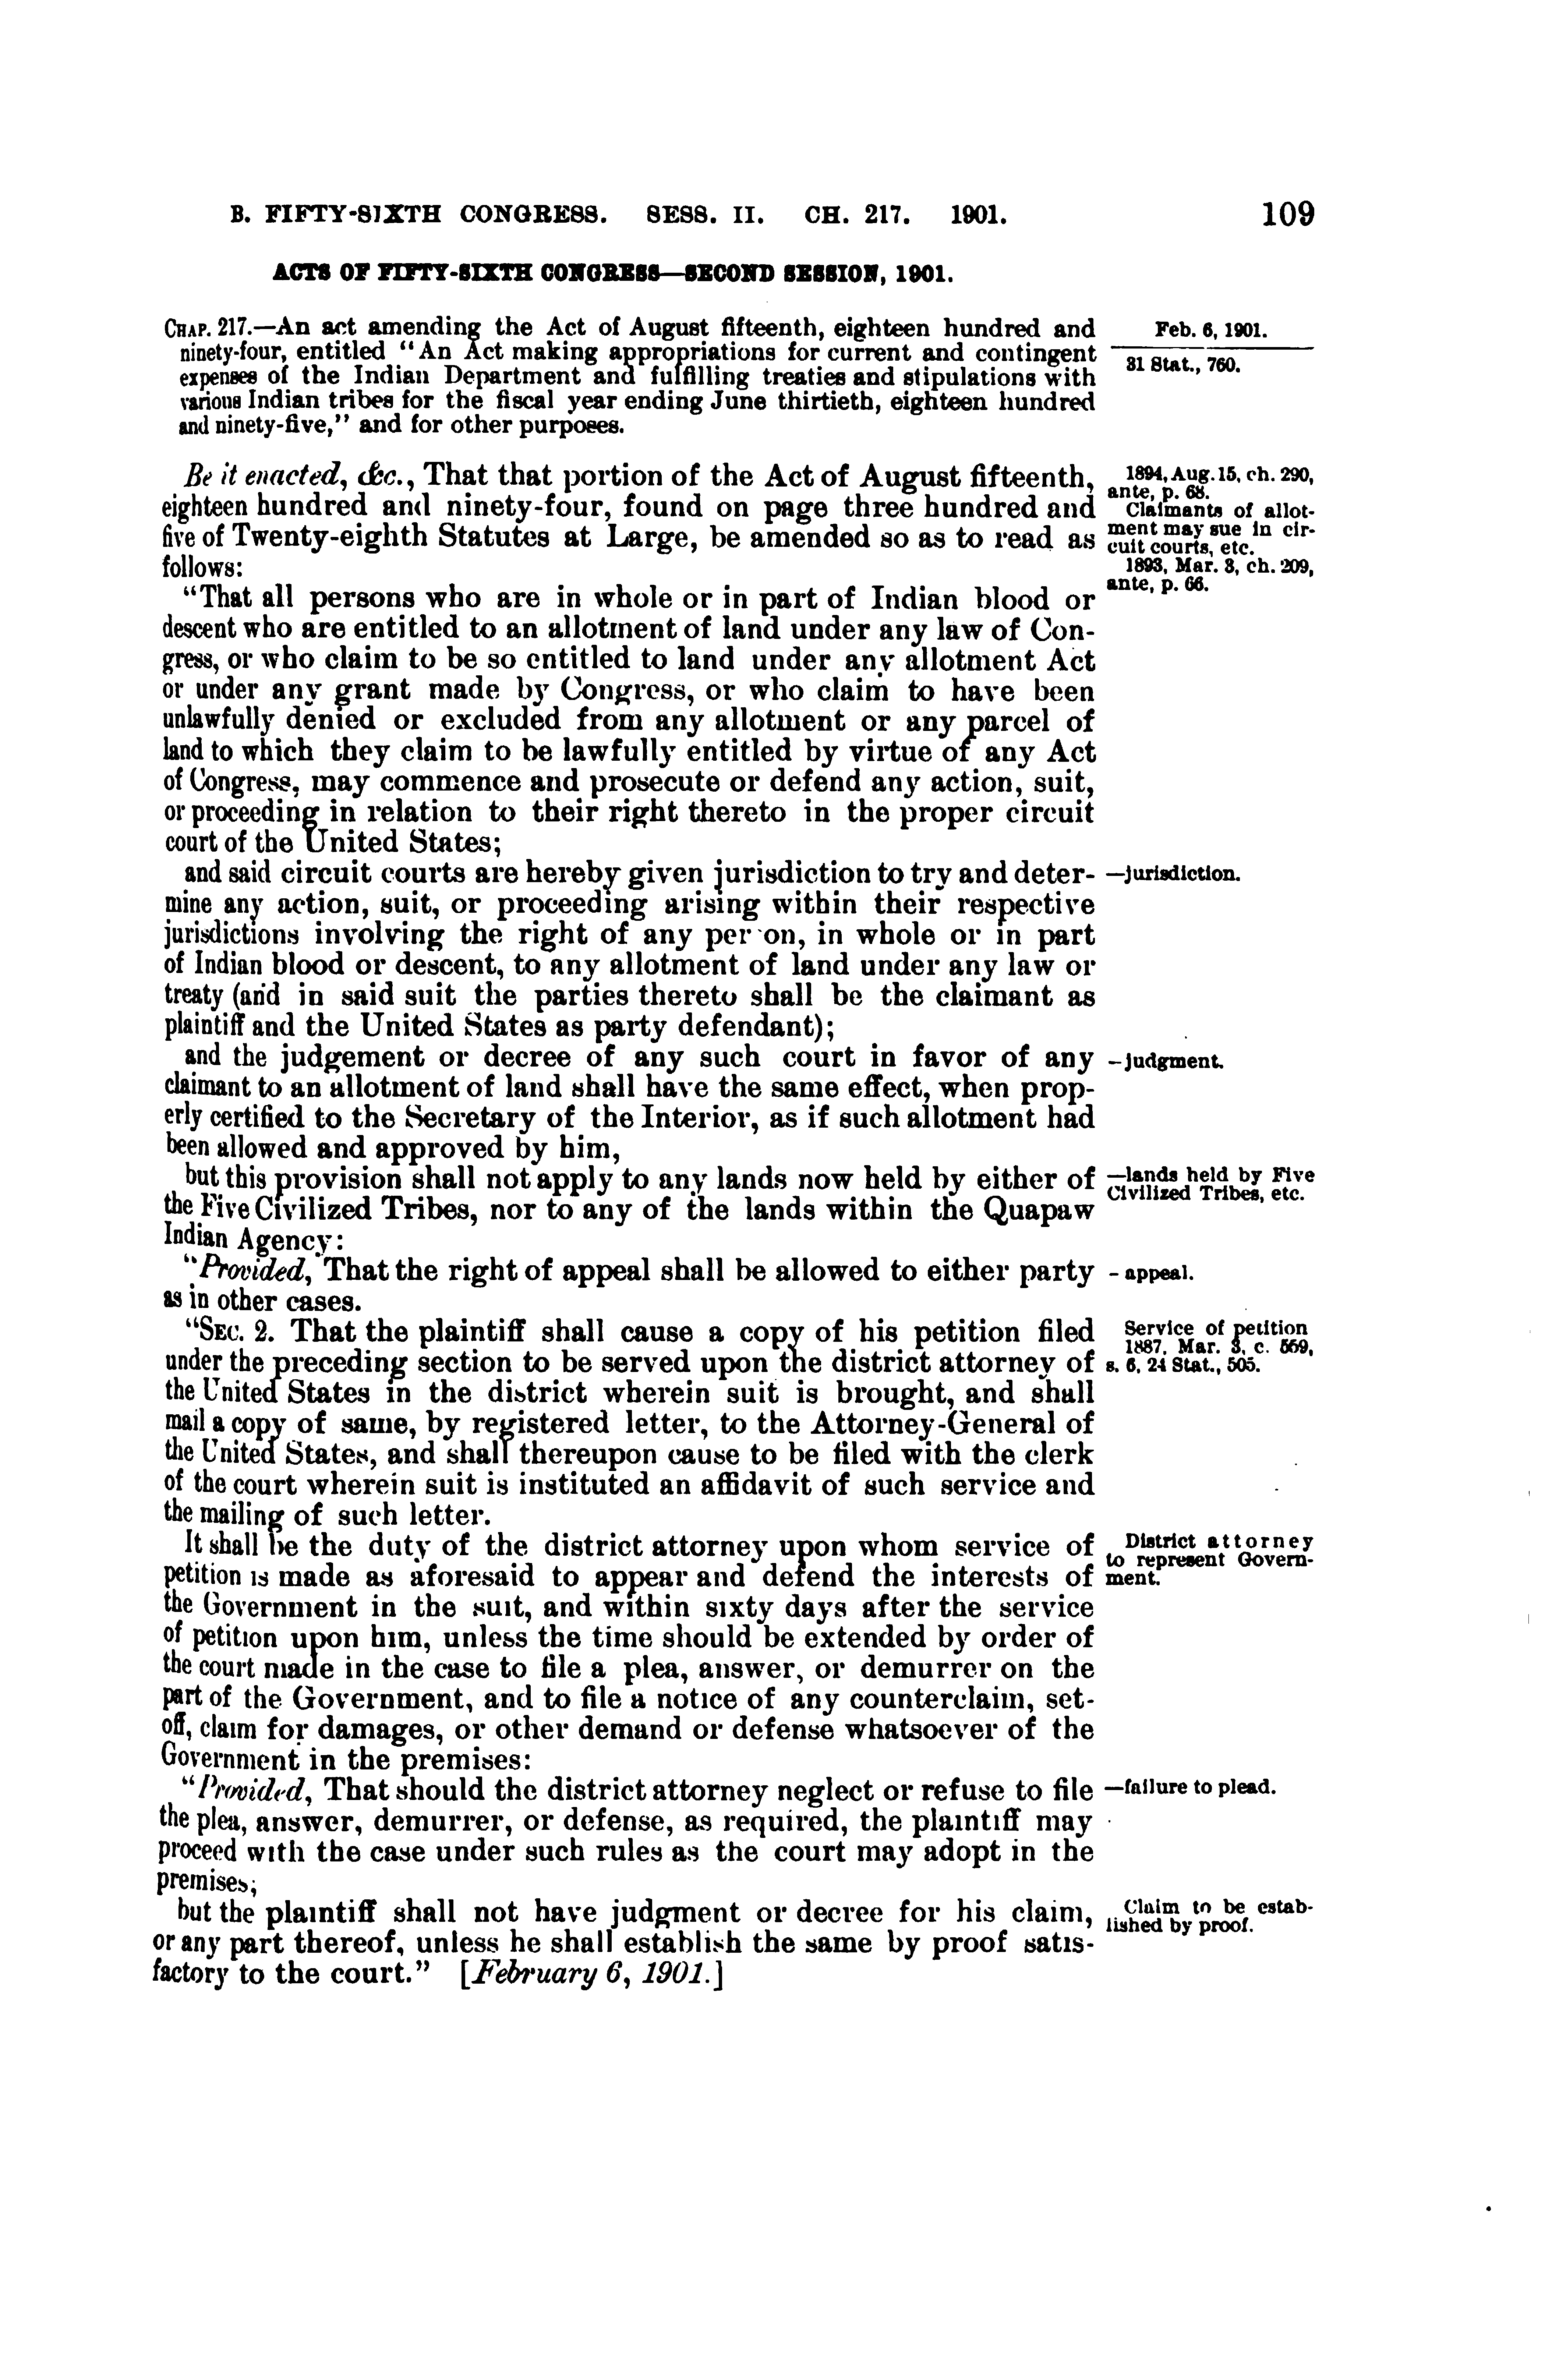 B. FIFTY-SIXTH CONGRESS. SESS. II. CH. 217. 1901. 109
ACTS OF FIFTY-SIXTH CONGRESS—SECOND SESSION, 1901.
CHAP. 217.—An act amending the Act of August fifteenth, eighteen hundred and
ninety-four, entitled "An Act making appropriations for current and contingent
expenses of the Indian Department and fulfilling treaties and stipulations with
various Indian tribes for the fiscal year ending June thirtieth, eighteen hundred
and ninety-five," and for other purposes.
Feb. 6, 1901.
31 Stat., 760.
Be it enacted, &c., That that portion of the Act of August fifteenth,
eighteen hundred and ninety-four, found on page three hundred and
five of Twenty-eighth Statutes at Large, be amended so as to read as
follows:
1894, Aug. 15, ch. 290,
ante, p. 68.
Claimants of allot-
ment may sue in cir-
cuit courts, etc.
1893, Mar. 3, ch. 209,
ante, p. 66.
"That all persons who are in whole or in part of Indian blood or
descent who are entitled to an allotment of land under any law of Con-
gress, or who claim to be so entitled to land under any allotment Act
or under any grant made by Congress, or who claim to have been
unlawfully denied or excluded from any allotment or any parcel of
land to which they claim to be lawfully entitled by virtue of any Act
of Congress, may commence and prosecute or defend any action, suit,
or proceeding in relation to their right thereto in the proper circuit
court of the United States;
and said circuit courts are hereby given jurisdiction to try and deter-
mine any action, suit, or proceeding arising within their respective
jurisdictions involving the right of any per on, in whole or in part
of Indian blood or descent, to any allotment of land under any law or
treaty (and in said suit the parties thereto shall be the claimant as
plaintiff and the United States as party defendant);
—jurisdiction.
and the judgement or decree of any such court in favor of any
claimant to an allotment of land shall have the same effect, when prop-
erly certified to the Secretary of the Interior, as if such allotment had
been allowed and approved by him,
—judgment.
but this provision shall not apply to any lands now held by either of
the Five Civilized Tribes, nor to any of the lands within the Quapaw
Indian Agency:
—lands held by Five
Civilized Tribes, etc.
"Provided, That the right of appeal shall be allowed to either party
as in other cases.
- appeal.
"SEC. 2. That the plaintiff shall cause a copy of his petition filed
under the preceding section to be served upon the district attorney of
the United States in the district wherein suit is brought, and shall
mail a copy of same, by registered letter, to the Attorney-General of
the United States, and shall thereupon cause to be filed with the clerk
of the court wherein suit is instituted an affidavit of such service and
the mailing of such letter.
Service of petition
1887, Mar. 3, c. 559,
s. 6, 24 Stat., 505.
It shall be the duty of the district attorney upon whom service of
petition is made as aforesaid to appear and defend the interests of
the Government in the suit, and within sixty days after the service
of petition upon him, unless the time should be extended by order of
the court made in the case to file a plea, answer, or demurrer on the
part of the Government, and to file a notice of any counterclaim, set-
off, claim for damages, or other demand or defense whatsoever of the
Government in the premises:
District attorney
to represent Govern-
ment.
"Provided, That should the district attorney neglect or refuse to file
the plea, answer, demurrer, or defense, as required, the plaintiff may
proceed with the case under such rules as the court may adopt in the
premises;
—failure to plead.
but the plaintiff shall not have judgment or decree for his claim,
or any part thereof, unless he shall establish the same by proof satis-
factory to the court." [February 6, 1901.]
Claim to be estab-
lished by proof.